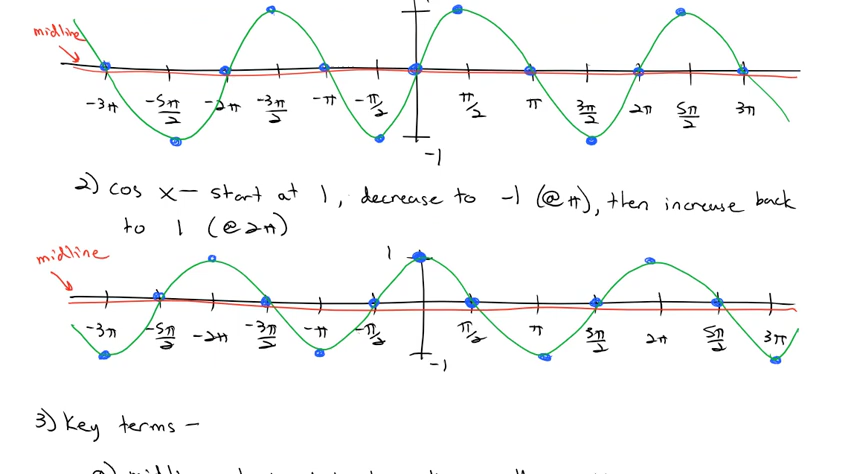 midline
-3π -5π/2 -2π -3π/2 -π -π/2 π/2 π 3π/2 2π 5π/2 3π
-1
2) cos x — start at 1, decrease to -1 (@π), then increase back
to 1 (@2π)
midline
1
-3π -5π/2 -2π -3π/2 -π -π/2 π/2 π 3π/2 2π 5π/2 3π
-1
3) Key terms -